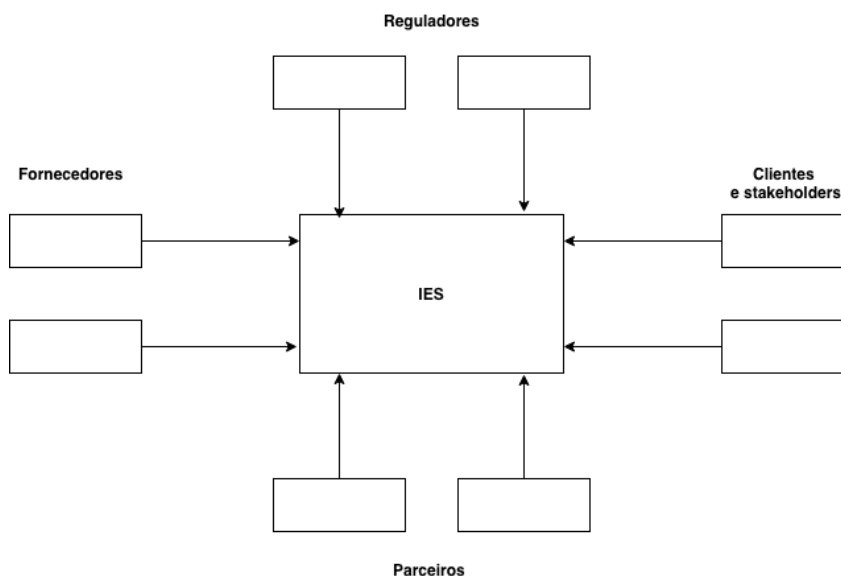 Reguladores
Fornecedores
Clientes
e stakeholders
IES
Parceiros